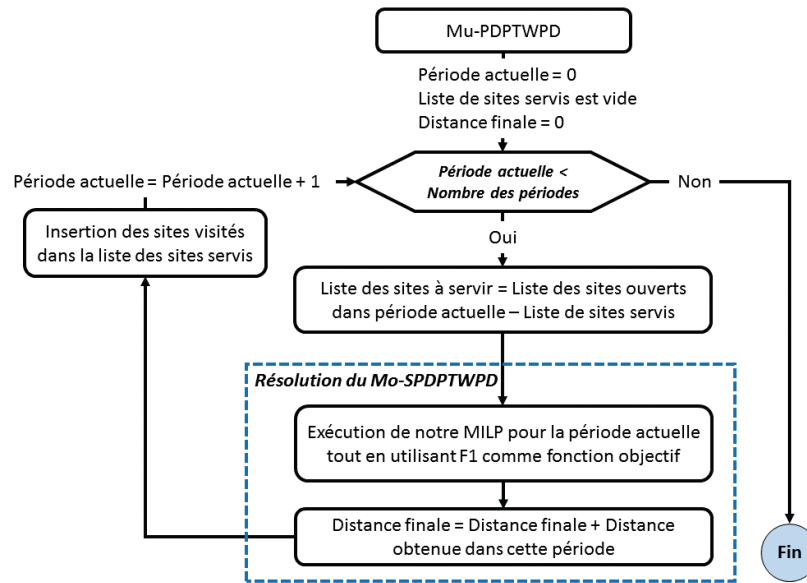 Mu-PDPTWPD
Période actuelle = 0
Liste de sites servis est vide
Distance finale = 0
Période actuelle <
Nombre des périodes
Non
Période actuelle = Période actuelle + 1
Insertion des sites visités
dans la liste des sites servis
Oui
Liste des sites à servir = Liste des sites ouverts
dans période actuelle – Liste de sites servis
Résolution du Mo-SPDPTWPD
Exécution de notre MILP pour la période actuelle
tout en utilisant F1 comme fonction objectif
Distance finale = Distance finale + Distance
obtenue dans cette période
Fin